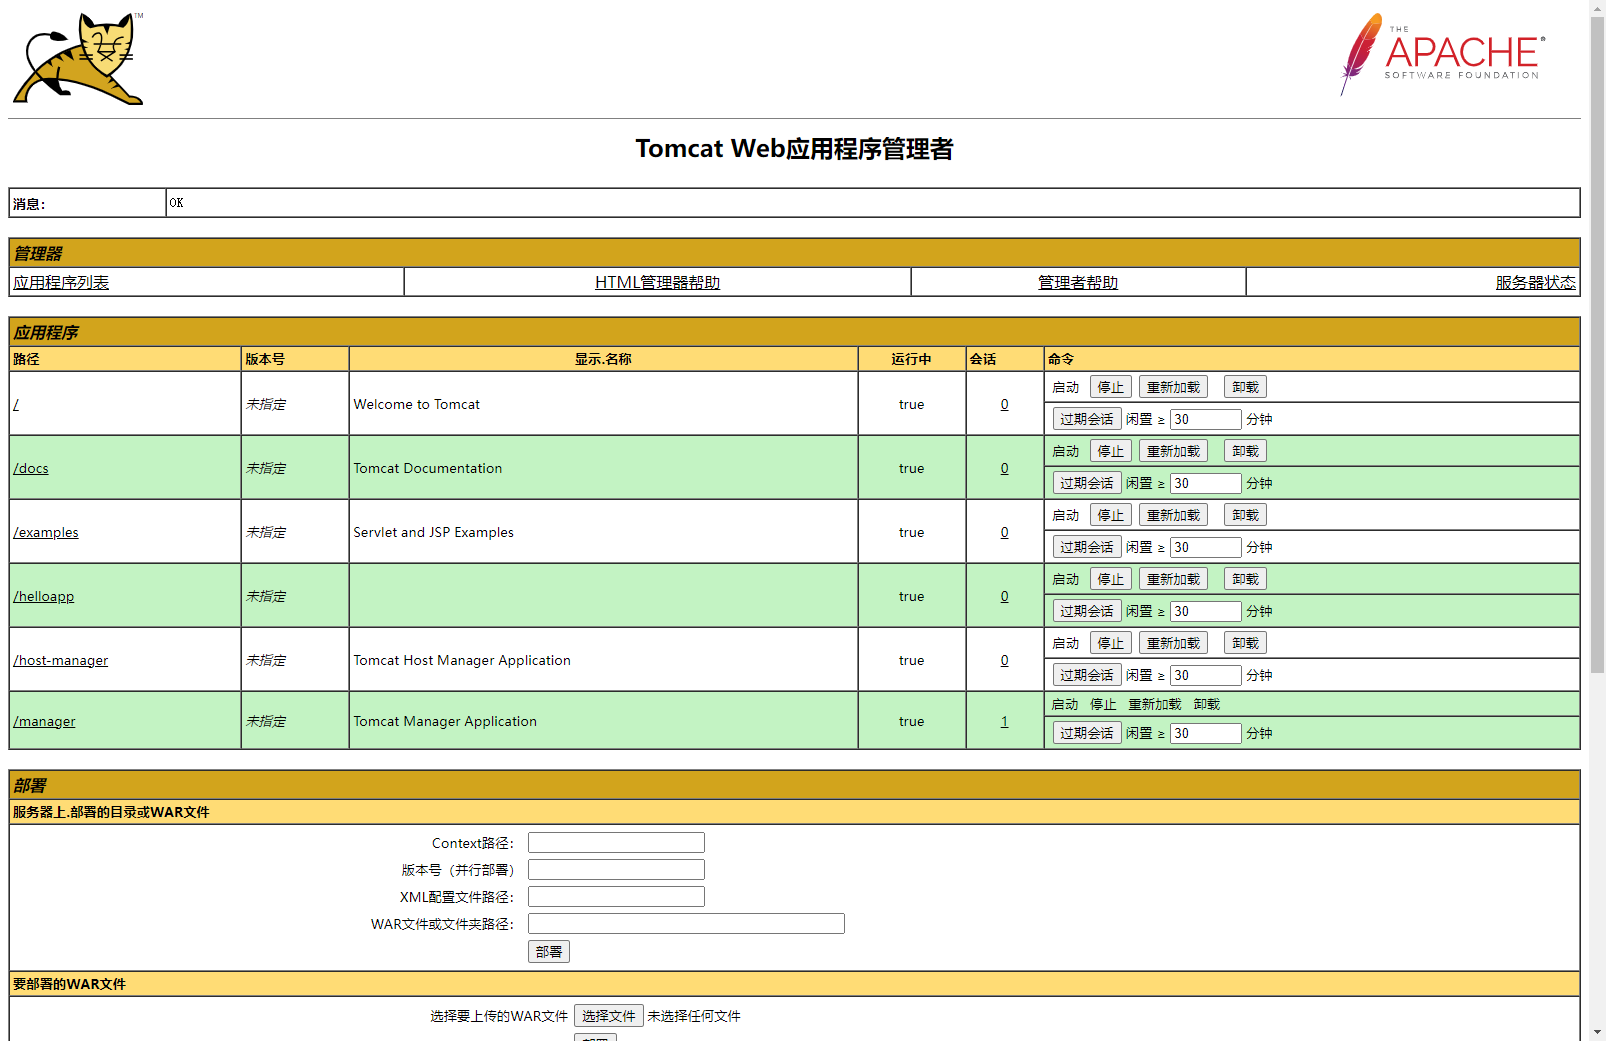 TM
THE
APACHE®
SOFTWARE FOUNDATION
Tomcat Web应用程序管理者
消息： OK
管理器
应用程序列表 HTML管理器帮助 管理者帮助 服务器状态
应用程序
路径 版本号 显示.名称 运行中 会话 命令
启动 停止 重新加载 卸载
/ 未指定 Welcome to Tomcat true 0
过期会话 闲置 ≥ 30 分钟
启动 停止 重新加载 卸载
/docs 未指定 Tomcat Documentation true 0
过期会话 闲置 ≥ 30 分钟
启动 停止 重新加载 卸载
/examples 未指定 Servlet and JSP Examples true 0
过期会话 闲置 ≥ 30 分钟
启动 停止 重新加载 卸载
/helloapp 未指定 true 0
过期会话 闲置 ≥ 30 分钟
启动 停止 重新加载 卸载
/host-manager 未指定 Tomcat Host Manager Application true 0
过期会话 闲置 ≥ 30 分钟
启动 停止 重新加载 卸载
/manager 未指定 Tomcat Manager Application true 1
过期会话 闲置 ≥ 30 分钟
部署
服务器上.部署的目录或WAR文件
Context路径：
版本号（并行部署）
XML配置文件路径：
WAR文件或文件夹路径：
部署
要部署的WAR文件
选择要上传的WAR文件 选择文件 未选择任何文件